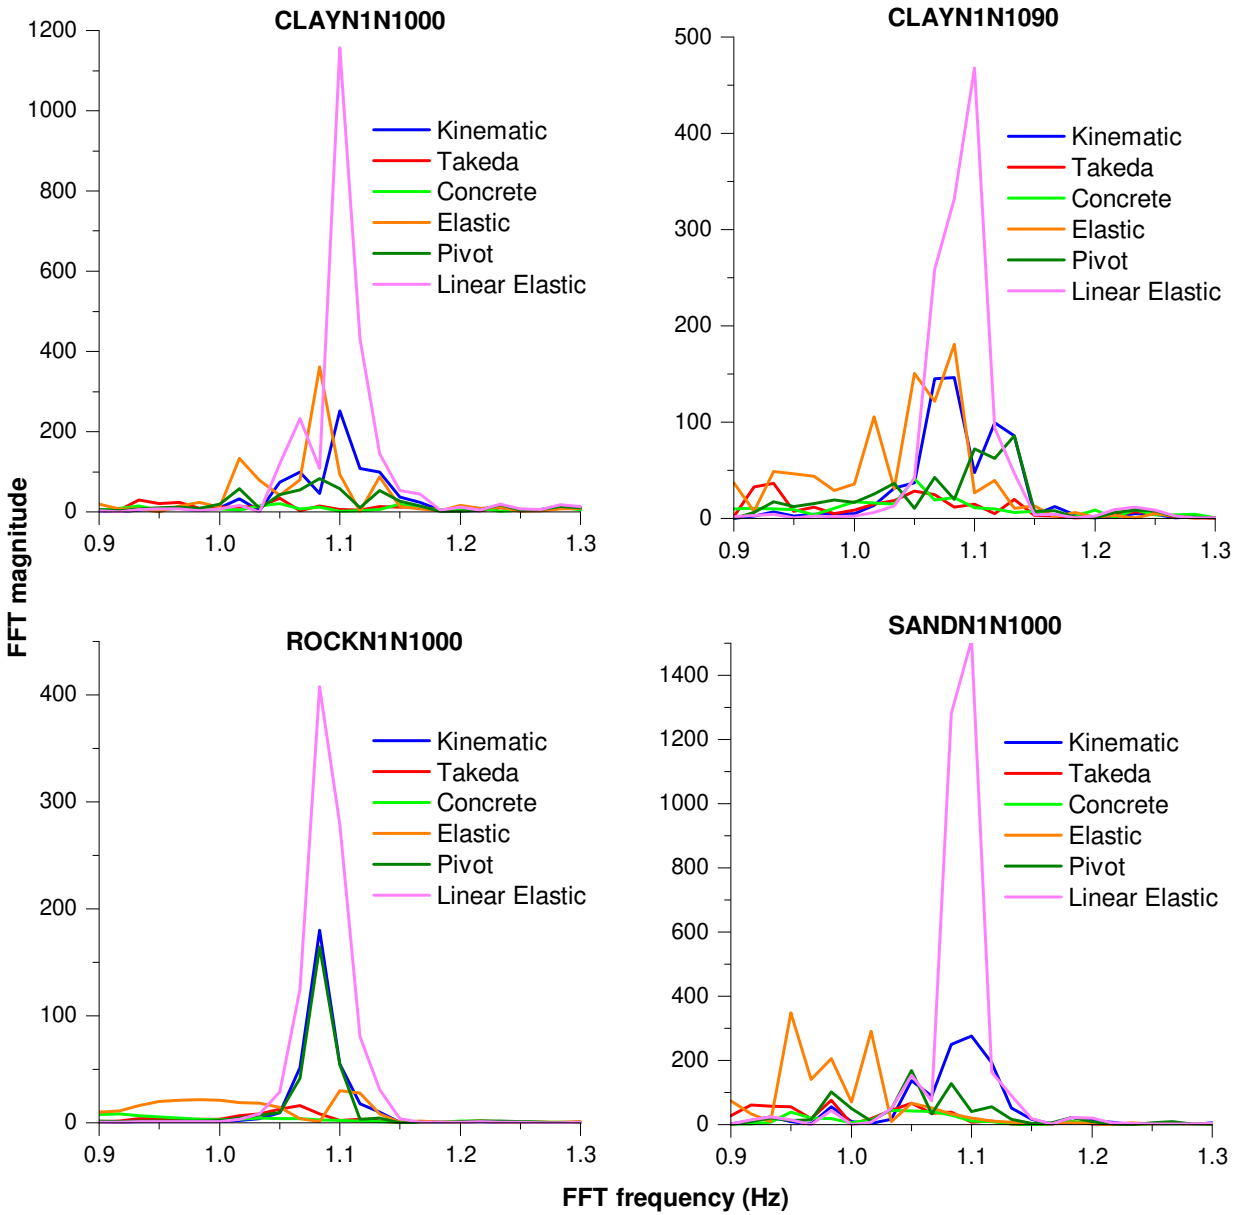 CLAYN1N1000
1200
1000
800
600
400
200
0
0.9
1.0
1.1
1.2
1.3
Kinematic
Takeda
Concrete
Elastic
Pivot
Linear Elastic
CLAYN1N1090
500
400
300
200
100
0
0.9
1.0
1.1
1.2
1.3
Kinematic
Takeda
Concrete
Elastic
Pivot
Linear Elastic
FFT magnitude
ROCKN1N1000
400
300
200
100
0
0.9
1.0
1.1
1.2
1.3
Kinematic
Takeda
Concrete
Elastic
Pivot
Linear Elastic
SANDN1N1000
1400
1200
1000
800
600
400
200
0
0.9
1.0
1.1
1.2
1.3
Kinematic
Takeda
Concrete
Elastic
Pivot
Linear Elastic
FFT frequency (Hz)